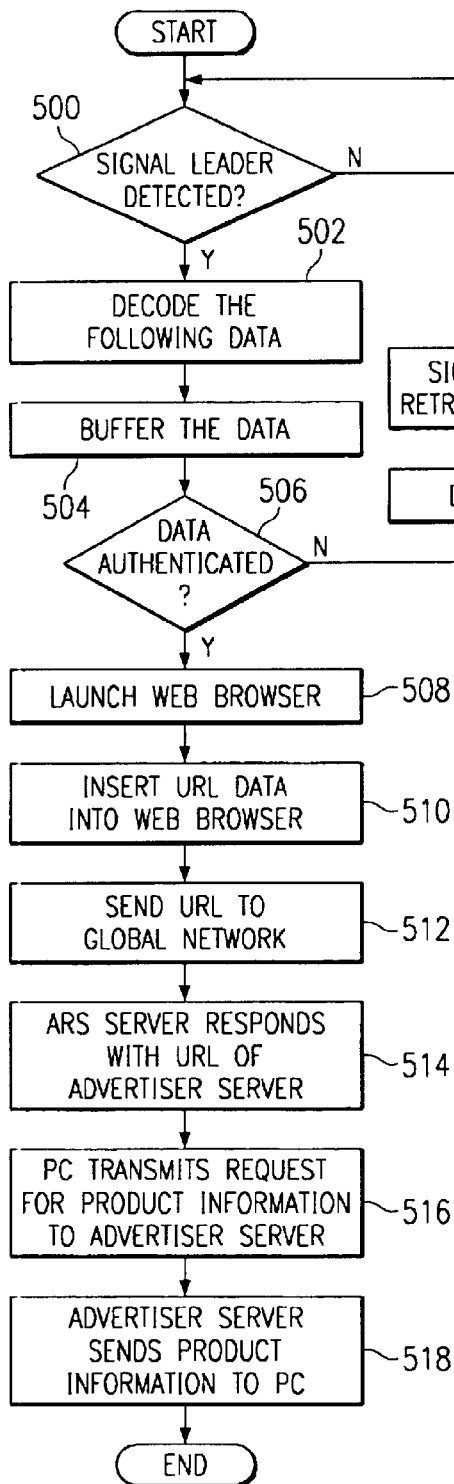 START
500
SIGNAL LEADER
DETECTED?
N
Y
502
DECODE THE
FOLLOWING DATA
BUFFER THE DATA
504
506
DATA
AUTHENTICATED
?
N
Y
LAUNCH WEB BROWSER
508
INSERT URL DATA
INTO WEB BROWSER
510
SEND URL TO
GLOBAL NETWORK
512
ARS SERVER RESPONDS
WITH URL OF
ADVERTISER SERVER
514
PC TRANSMITS REQUEST
FOR PRODUCT INFORMATION
TO ADVERTISER SERVER
516
ADVERTISER SERVER
SENDS PRODUCT
INFORMATION TO PC
518
END